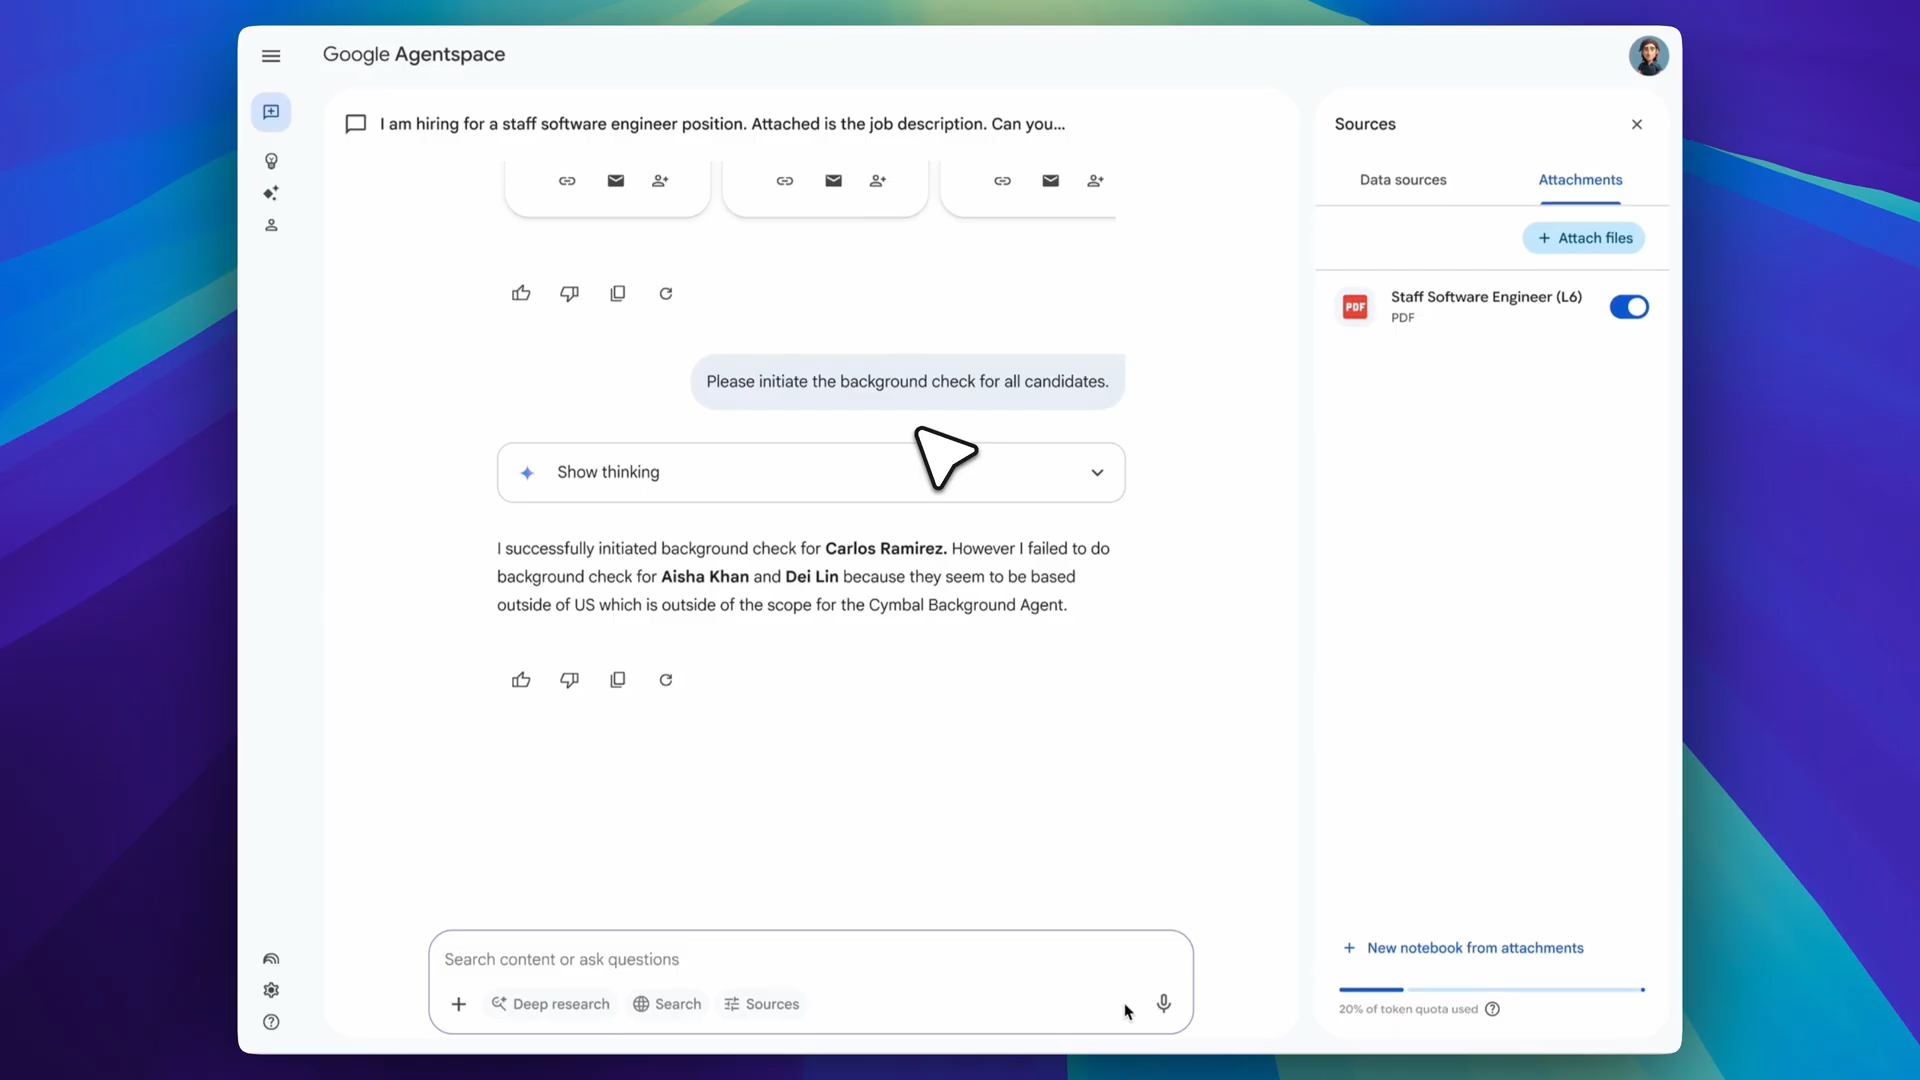 Google Agentspace
I am hiring for a staff software engineer position. Attached is the job description. Can you...
Please initiate the background check for all candidates.
Show thinking
I successfully initiated background check for Carlos Ramirez. However I failed to do
background check for Aisha Khan and Dei Lin because they seem to be based
outside of US which is outside of the scope for the Cymbal Background Agent.
Search content or ask questions
Deep research
Search
Sources
Sources
Data sources
Attachments
+ Attach files
PDF
Staff Software Engineer (L6)
PDF
+ New notebook from attachments
20% of token quota used